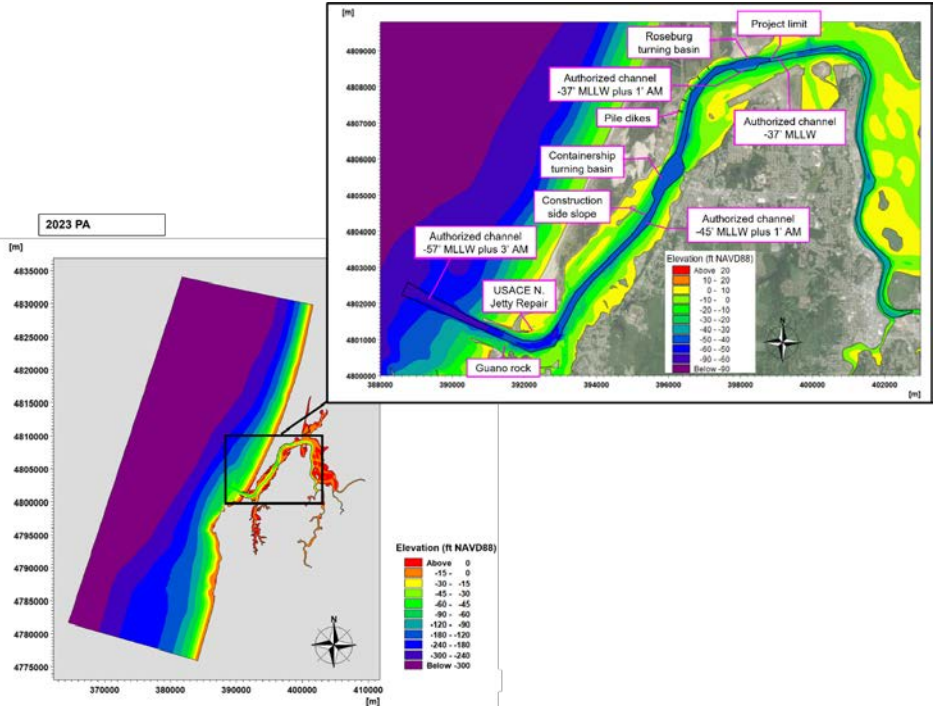 [m]
4809000
4808000
4807000
4806000
4805000
4804000
4803000
4802000
4801000
4800000
388000
390000
392000
394000
396000
398000
400000
402000
[m]
Project limit
Roseburg
turning basin
Authorized channel
-37' MLLW plus 1' AM
Pile dikes
Authorized channel
-37' MLLW
Containership
turning basin
Construction
side slope
Authorized channel
-45' MLLW plus 1' AM
Authorized channel
-57' MLLW plus 3' AM
USACE N.
Jetty Repair
Guano rock
Elevation (ft NAVD88)
Above 20
10 - 20
0 - 10
-10 - 0
-20 - -10
-30 - -20
-40 - -30
-50 - -40
-60 - -50
-90 - -60
Below -90
2023 PA
[m]
4835000
4830000
4825000
4820000
4815000
4810000
4805000
4800000
4795000
4790000
4785000
4780000
4775000
370000
380000
390000
400000
410000
[m]
Elevation (ft NAVD88)
Above 0
-15 - 0
-30 - -15
-45 - -30
-60 - -45
-90 - -60
-120 - -90
-180 - -120
-240 - -180
-300 - -240
Below -300
N